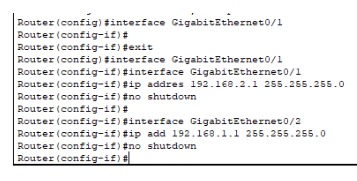 Router(config)#interface GigabitEthernet0/1
Router(config-if)#
Router(config-if)#exit
Router(config)#interface GigabitEthernet0/1
Router(config-if)#interface GigabitEthernet0/1
Router(config-if)#ip addres 192.168.2.1 255.255.255.0
Router(config-if)#no shutdown
Router(config-if)#
Router(config-if)#interface GigabitEthernet0/2
Router(config-if)#ip add 192.168.1.1 255.255.255.0
Router(config-if)#no shutdown
Router(config-if)#